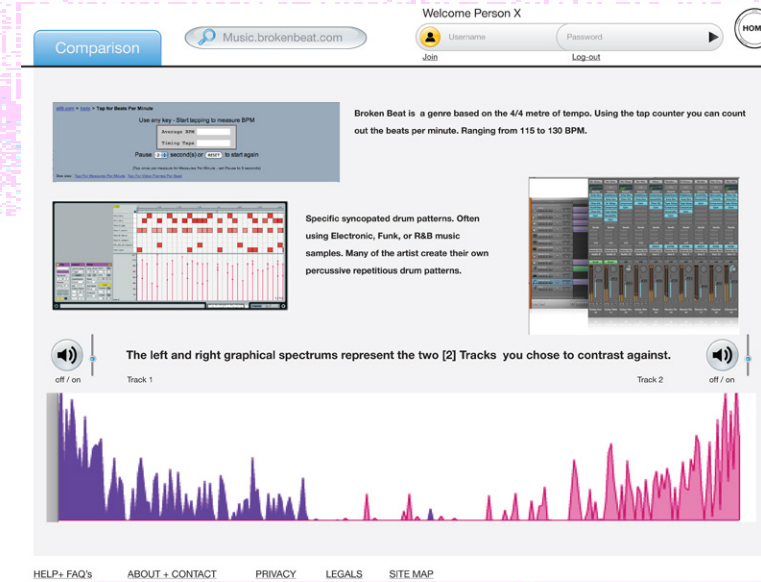 Welcome Person X
Comparison
Music.brokenbeat.com
Username
Password
HOM
Join
Log-out
> Tap for Beats Per Minute
Use any key - Start tapping to measure BPM
Average BPM
Timing Taps
Pause
second(s) or RESET to start again
Broken Beat is a genre based on the 4/4 metre of tempo. Using the tap counter you can count
out the beats per minute. Ranging from 115 to 130 BPM.
Specific syncopated drum patterns. Often
using Electronic, Funk, or R&B music
samples. Many of the artist create their own
percussive repetitious drum patterns.
The left and right graphical spectrums represent the two [2] Tracks you chose to contrast against.
off / on
Track 1
Track 2
off / on
HELP+ FAQ's
ABOUT + CONTACT
PRIVACY
LEGALS
SITE MAP